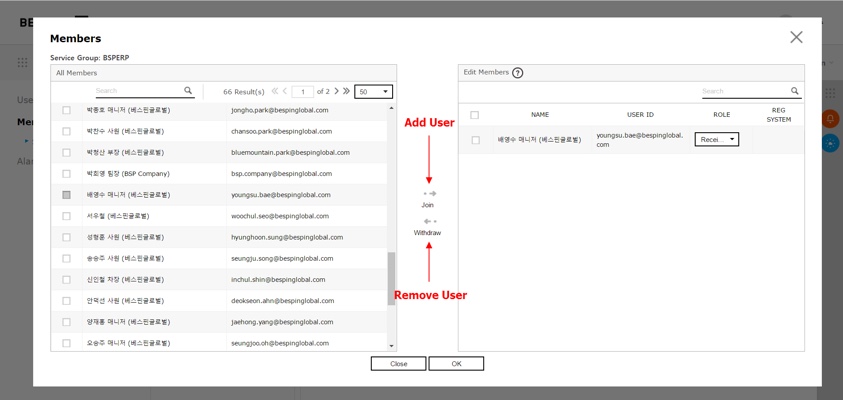 BE
Members
Service Group: BSPERP
All Members
Search
66 Result(s)
1
of 2
50
박종호 매니저 (베스핀글로벌)
jongho.park@bespinglobal.com
박찬수 사원 (베스핀글로벌)
chansoo.park@bespinglobal.com
박청산 부장 (베스핀글로벌)
bluemountain.park@bespinglobal.com
박희영 팀장 (BSP Company)
bsp.company@bespinglobal.com
배영수 매니저 (베스핀글로벌)
youngsu.bae@bespinglobal.com
서우철 (베스핀글로벌)
woochul.seo@bespinglobal.com
성형훈 사원 (베스핀글로벌)
hyunghoon.sung@bespinglobal.com
송승주 사원 (베스핀글로벌)
seungju.song@bespinglobal.com
신인철 차장 (베스핀글로벌)
inchul.shin@bespinglobal.com
안덕선 사원 (베스핀글로벌)
deokseon.ahn@bespinglobal.com
양재홍 매니저 (베스핀글로벌)
jaehong.yang@bespinglobal.com
오승주 매니저 (베스핀글로벌)
seungjoo.oh@bespinglobal.com
Add User
Join
Withdraw
Remove User
Edit Members ?
Search
NAME
USER ID
ROLE
REG
SYSTEM
배영수 매니저 (베스핀글로벌)
youngsu.bae@bespinglobal.
com
Recei...
Close
OK
Use
Mem
Alar